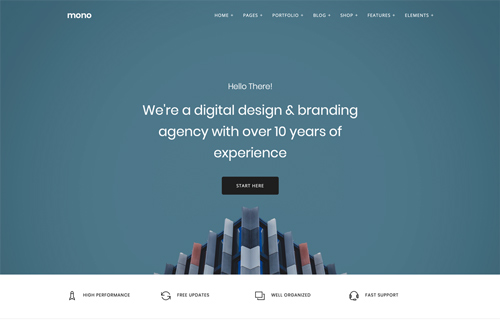 mono
HOME + PAGES + PORTFOLIO + BLOG + SHOP + FEATURES + ELEMENTS +
Hello There!
We're a digital design & branding
agency with over 10 years of
experience
START HERE
HIGH PERFORMANCE FREE UPDATES WELL ORGANIZED FAST SUPPORT